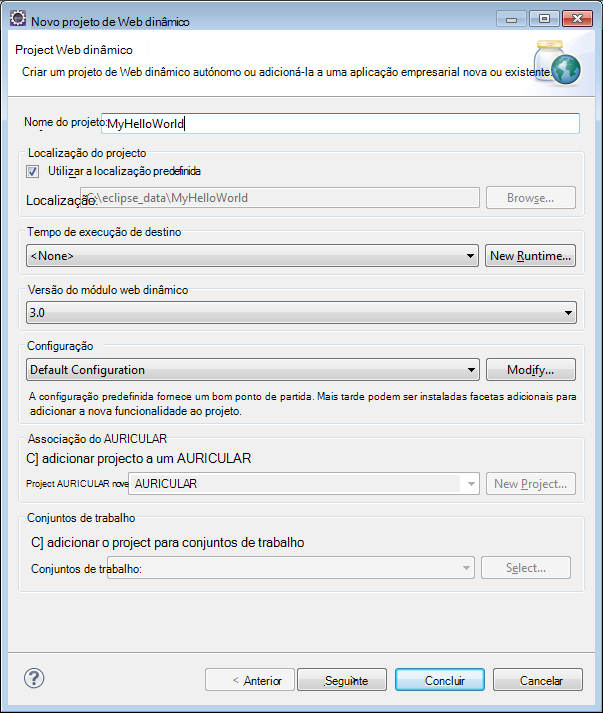 Novo projeto de Web dinâmico
Project Web dinâmico
Criar um projeto de Web dinâmico autónomo ou adicioná-la a uma aplicação empresarial nova ou existente.
Nome do projeto: MyHelloWorld
Localização do projecto
Utilizar a localização predefinida
Localização C:\eclipse_data\MyHelloWorld Browse...
Tempo de execução de destino
<None> New Runtime...
Versão do módulo web dinâmico
3.0
Configuração
Default Configuration Modify...
A configuração predefinida fornece um bom ponto de partida. Mais tarde podem ser instaladas facetas adicionais para
adicionar a nova funcionalidade ao projeto.
Associação do AURICULAR
C] adicionar projecto a um AURICULAR
Project AURICULAR nove AURICULAR New Project...
Conjuntos de trabalho
C] adicionar o project para conjuntos de trabalho
Conjuntos de trabalho: Select...
? < Anterior Seguinte > Concluir Cancelar